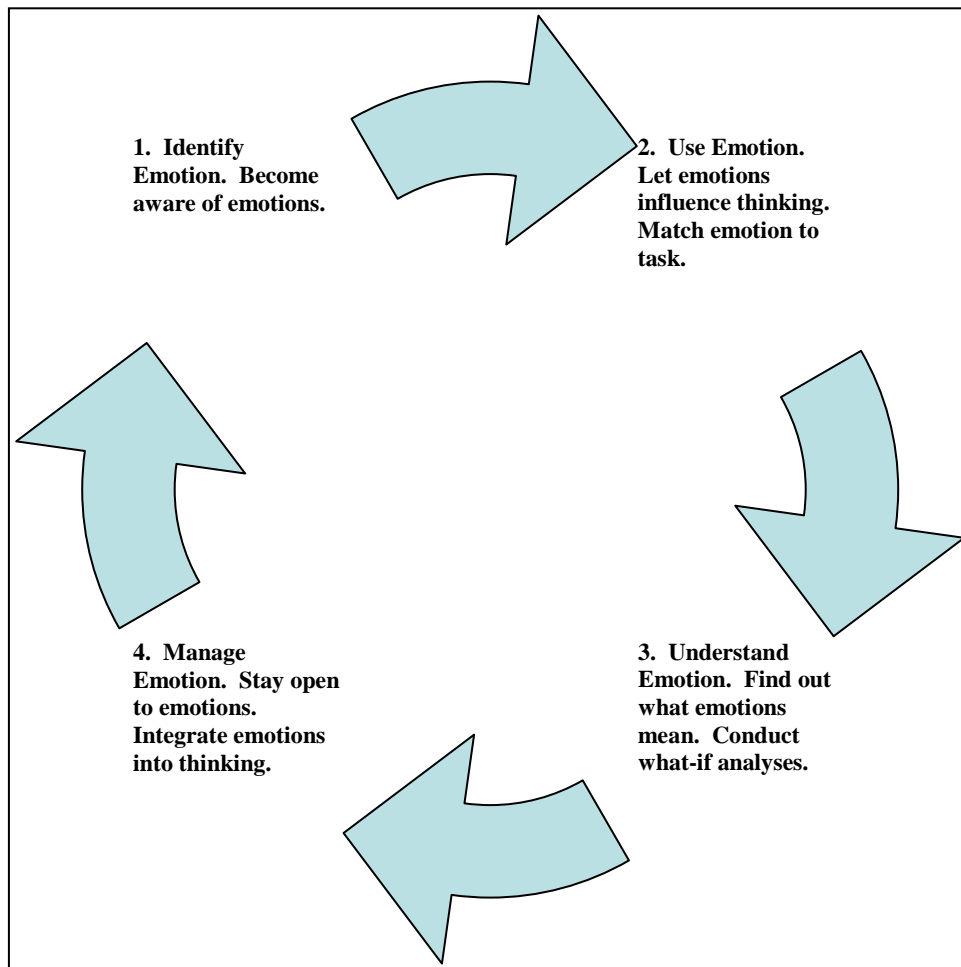 1. Identify
Emotion. Become
aware of emotions.
2. Use Emotion.
Let emotions
influence thinking.
Match emotion to
task.
3. Understand
Emotion. Find out
what emotions
mean. Conduct
what-if analyses.
4. Manage
Emotion. Stay open
to emotions.
Integrate emotions
into thinking.